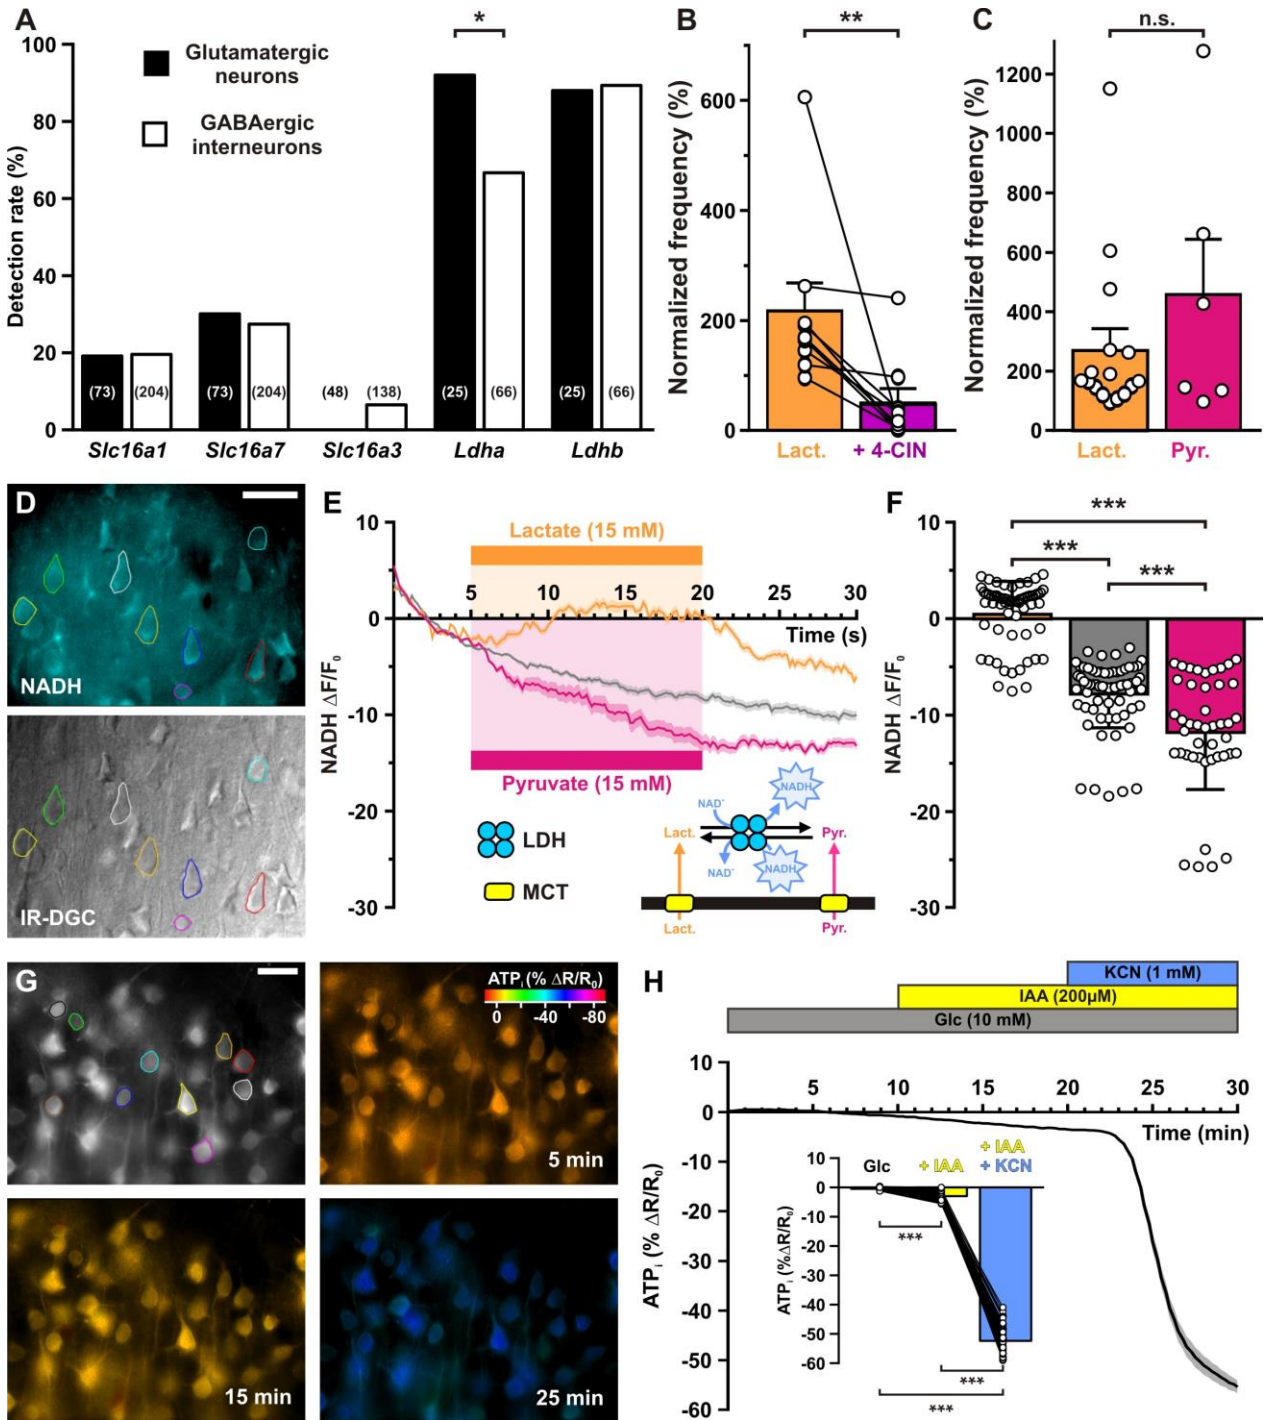 A
*
100
80
60
40
20
0
Detection rate (%)
Glutamatergic
neurons
GABAergic
interneurons
(73) (204) (73) (204) (48) (138) (25) (66) (25) (66)
Slc16a1 Slc16a7 Slc16a3 Ldha Ldhb
B
**
600
400
200
0
Normalized frequency (%)
Lact. + 4-CIN
C
n.s.
1200
1000
800
600
400
200
0
Normalized frequency (%)
Lact. Pyr.
D
NADH
IR-DGC
E
10
0
-10
-20
-30
NADH ΔF/F0
Lactate (15 mM)
5 10 15 20 25 30
Time (s)
Pyruvate (15 mM)
LDH
MCT
NAD+ NADH
Lact. Pyr.
NAD+ NADH
Lact. Pyr.
F
***
***
***
10
0
-10
-20
-30
NADH ΔF/F0
G
ATPi (% ΔR/R0)
0 -40 -80
5 min
15 min
25 min
H
KCN (1 mM)
IAA (200µM)
Glc (10 mM)
10
0
-10
-20
-30
-40
-50
-60
ATPi (% ΔR/R0)
5 10 15 20 25 30
Time (min)
+ IAA
Glc + IAA + KCN
10
0
-10
-20
-30
-40
-50
-60
ATPi (%ΔR/R0)
***
***
***